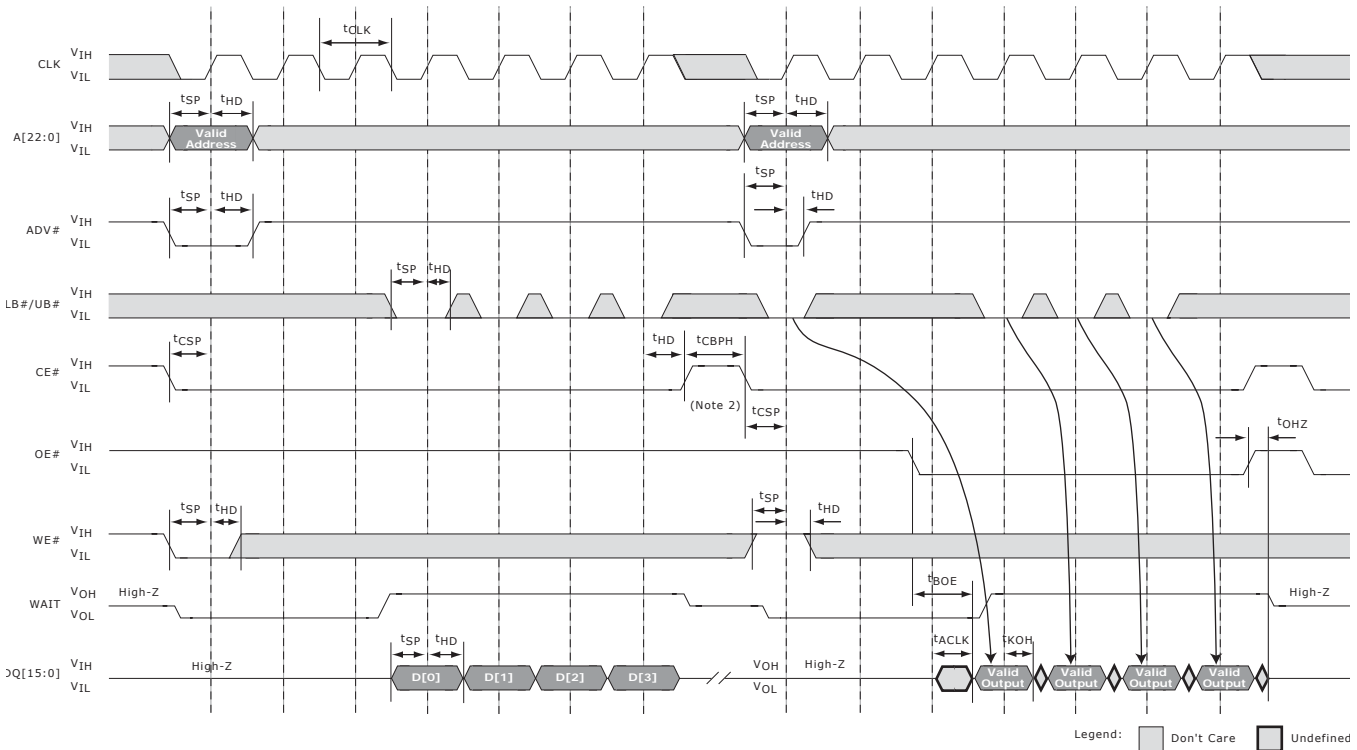 tCLK
CLK VIH
VIL
tSP tHD tSP tHD
A[22:0] VIH
VIL
Valid Address Valid Address
tSP tHD tSP tHD
ADV# VIH
VIL
tSP tHD
LB#/UB# VIH
VIL
tCSP tHD tCBPH
CE# VIH
VIL
(Note 2)
tCSP
OE# VIH
VIL
tOHZ
tSP tHD tSP tHD
WE# VIH
VIL
WAIT VOH
VOL
High-Z tBOE High-Z
tSP tHD tACLK tKOH
DQ[15:0] VIH
VIL
High-Z D[0] D[1] D[2] D[3] VOH
VOL
High-Z Valid Output Valid Output Valid Output Valid Output
Legend: Don't Care Undefined